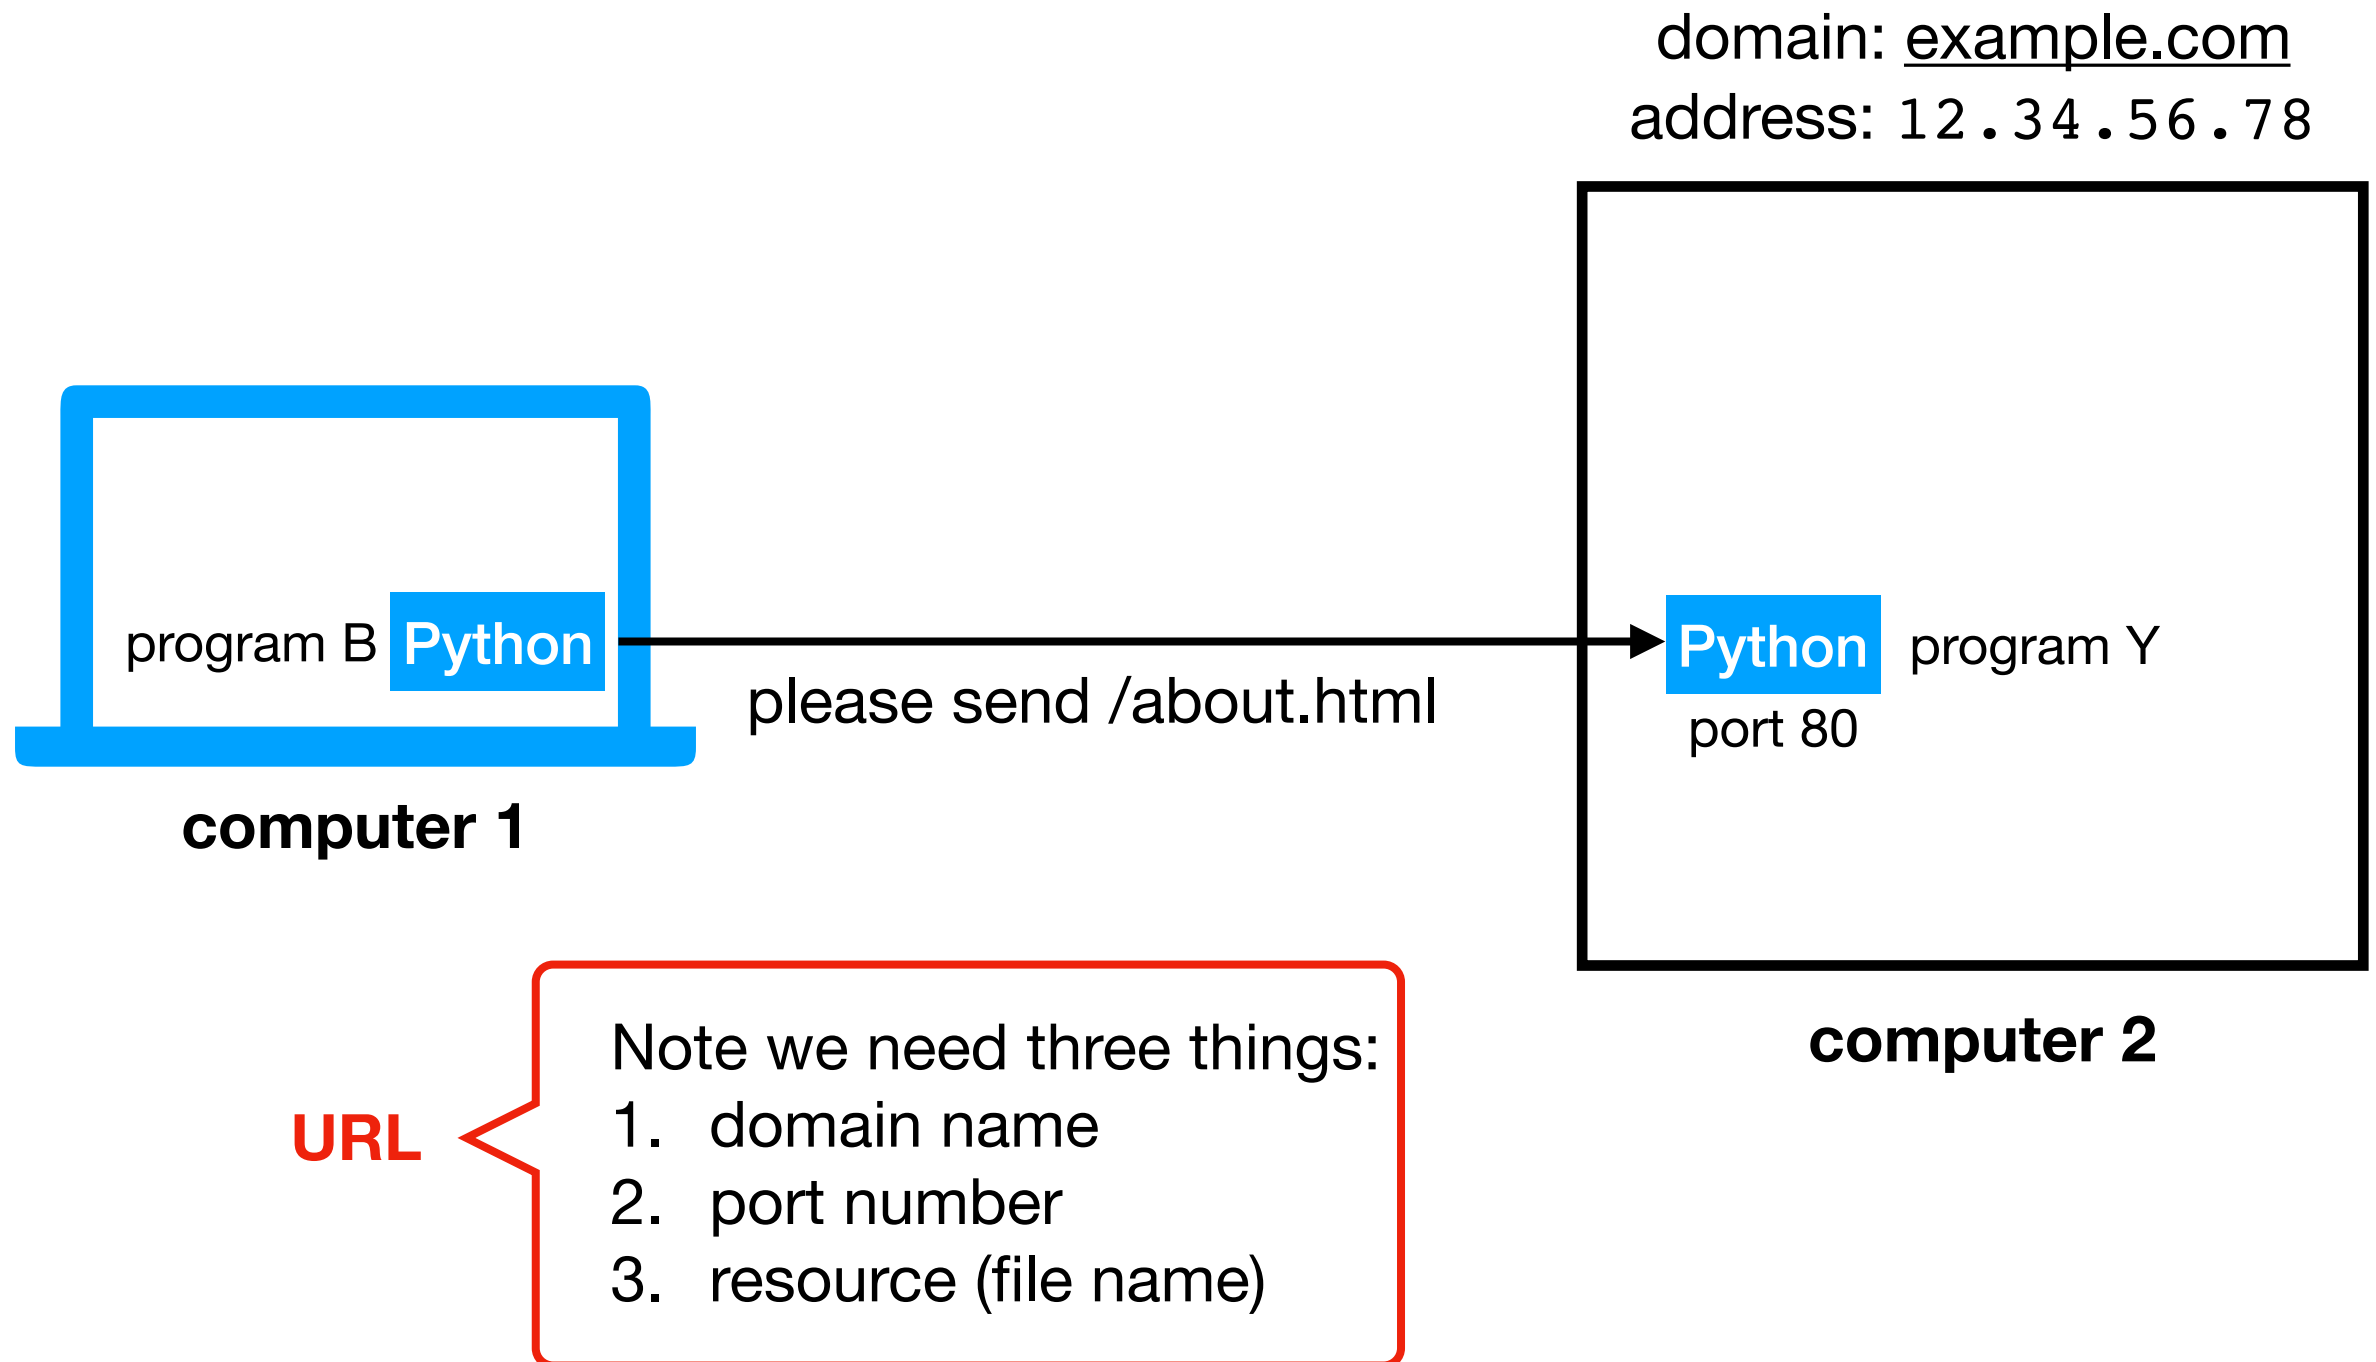 domain: example.com
address: 12.34.56.78
program B Python
Python program Y
please send /about.html
port 80
computer 1
computer 2
URL
Note we need three things:
1. domain name
2. port number
3. resource (file name)